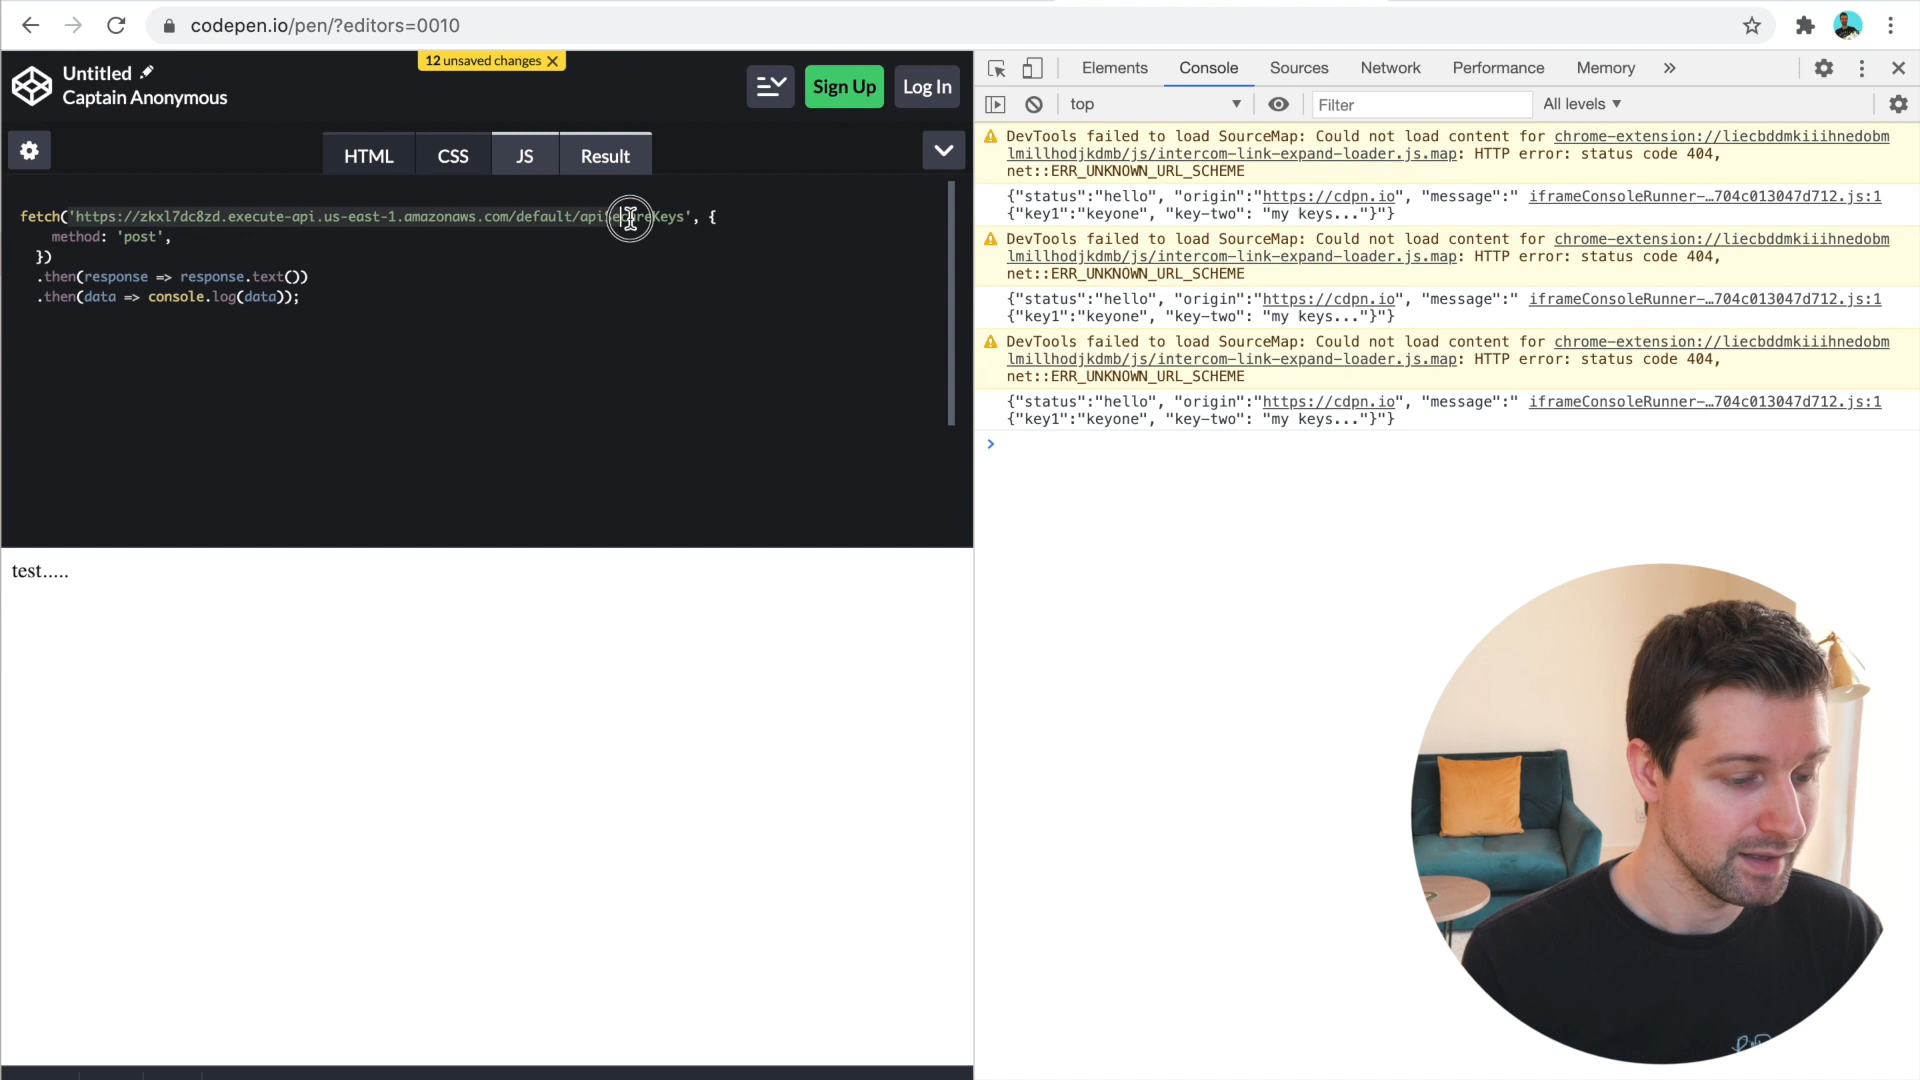 codepen.io/pen/?editors=0010
12 unsaved changes
Untitled
Captain Anonymous
Sign Up
Log In
HTML
CSS
JS
Result
fetch('https://zkxl7dc8zd.execute-api.us-east-1.amazonaws.com/default/apiSecureKeys', {
method: 'post',
})
.then(response => response.text())
.then(data => console.log(data));
test.....
Elements
Console
Sources
Network
Performance
Memory
top
Filter
All levels
DevTools failed to load SourceMap: Could not load content for chrome-extension://liecbddmkiiihnedobm
lmillhodjkdmb/js/intercom-link-expand-loader.js.map: HTTP error: status code 404,
net::ERR_UNKNOWN_URL_SCHEME
{"status":"hello", "origin":"https://cdpn.io", "message":" iframeConsoleRunner-…704c013047d712.js:1
{"key1":"keyone", "key-two": "my keys..."}"}
DevTools failed to load SourceMap: Could not load content for chrome-extension://liecbddmkiiihnedobm
lmillhodjkdmb/js/intercom-link-expand-loader.js.map: HTTP error: status code 404,
net::ERR_UNKNOWN_URL_SCHEME
{"status":"hello", "origin":"https://cdpn.io", "message":" iframeConsoleRunner-…704c013047d712.js:1
{"key1":"keyone", "key-two": "my keys..."}"}
DevTools failed to load SourceMap: Could not load content for chrome-extension://liecbddmkiiihnedobm
lmillhodjkdmb/js/intercom-link-expand-loader.js.map: HTTP error: status code 404,
net::ERR_UNKNOWN_URL_SCHEME
{"status":"hello", "origin":"https://cdpn.io", "message":" iframeConsoleRunner-…704c013047d712.js:1
{"key1":"keyone", "key-two": "my keys..."}"}